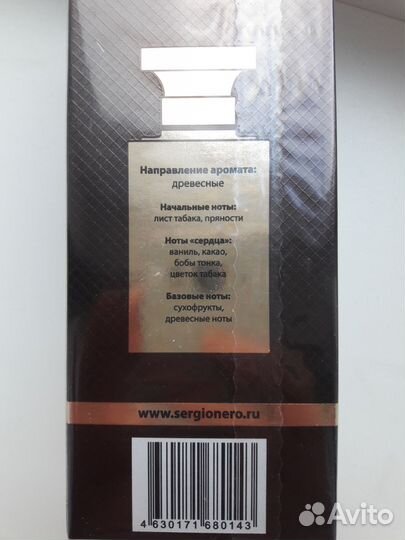 Направление аромата:
древесные
Начальные ноты:
лист табака, пряности
Ноты «сердца»:
ваниль, какао,
бобы тонка,
цветок табака
Базовые ноты:
сухофрукты,
древесные ноты
www.sergionero.ru
4 630171 680143
Avito